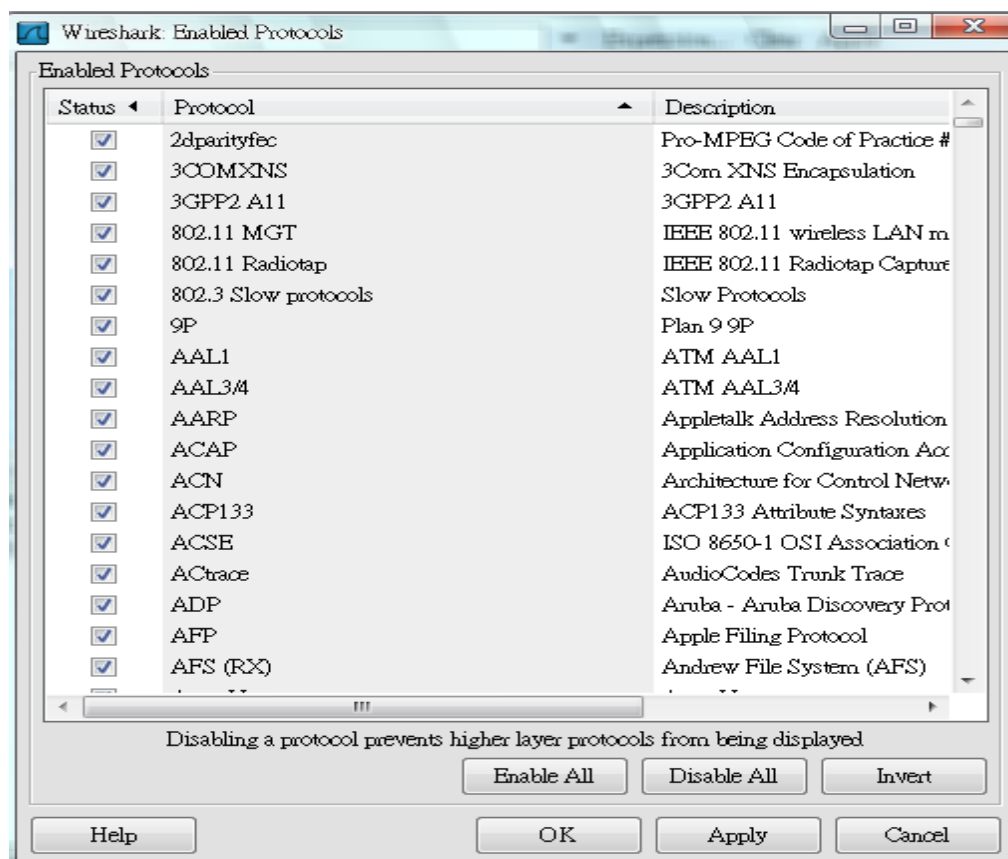 Wireshark: Enabled Protocols
Enabled Protocols
Status Protocol Description
2dparityfec Pro-MPEG Code of Practice #
3COMXNS 3Com XNS Encapsulation
3GPP2 A11 3GPP2 A11
802.11 MGT IEEE 802.11 wireless LAN m
802.11 Radiotap IEEE 802.11 Radiotap Capture
802.3 Slow protocols Slow Protocols
9P Plan 9 9P
AAL1 ATM AAL1
AAL3/4 ATM AAL3/4
AARP Appletalk Address Resolution
ACAP Application Configuration Acc
ACN Architecture for Control Netw
ACP133 ACP133 Attribute Syntaxes
ACSE ISO 8650-1 OSI Association
ACtrace AudioCodes Trunk Trace
ADP Aruba - Aruba Discovery Prot
AFP Apple Filing Protocol
AFS (RX) Andrew File System (AFS)
Disabling a protocol prevents higher layer protocols from being displayed
Enable All Disable All Invert
Help OK Apply Cancel